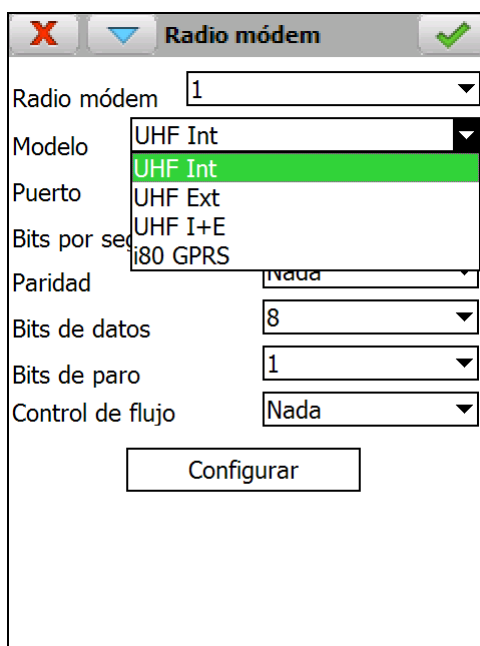 Radio módem
Radio módem 1
Modelo UHF Int
UHF Int
Puerto UHF Ext
UHF I+E
Bits por seg i80 GPRS
Paridad Nada
Bits de datos 8
Bits de paro 1
Control de flujo Nada
Configurar